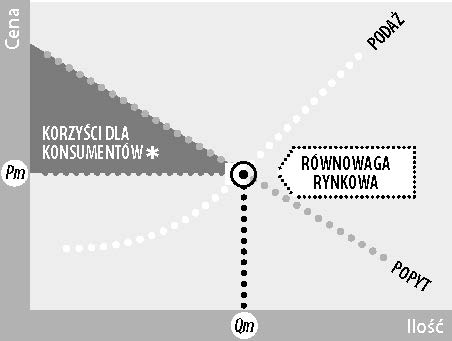 Cena
PODAŻ
KORZYŚCI DLA
KONSUMENTÓW *
RÓWNOWAGA
RYNKOWA
Pm
POPYT
Qm
Ilość